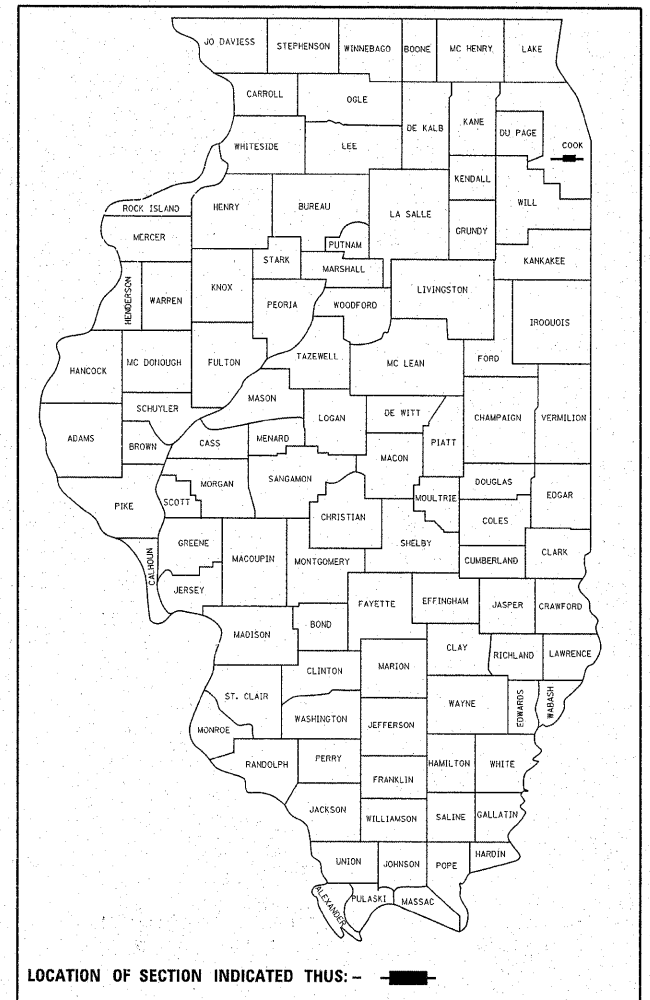 JO DAVIESS
STEPHENSON
WINNEBAGO
BOONE
MC HENRY
LAKE
CARROLL
OGLE
DE KALB
KANE
DU PAGE
COOK
WHITESIDE
LEE
KENDALL
ROCK ISLAND
HENRY
BUREAU
LA SALLE
WILL
MERCER
PUTNAM
GRUNDY
STARK
MARSHALL
KANKAKEE
HENDERSON
WARREN
KNOX
PEORIA
WOODFORD
LIVINGSTON
IROQUOIS
HANCOCK
MC DONOUGH
FULTON
TAZEWELL
MC LEAN
FORD
MASON
SCHUYLER
LOGAN
DE WITT
CHAMPAIGN
VERMILION
ADAMS
BROWN
CASS
MENARD
PIATT
MACON
SANGAMON
MORGAN
DOUGLAS
PIKE
SCOTT
MOULTRIE
EDGAR
CHRISTIAN
COLES
GREENE
MACOUPIN
MONTGOMERY
SHELBY
CUMBERLAND
CLARK
CALHOUN
JERSEY
FAYETTE
EFFINGHAM
JASPER
CRAWFORD
MADISON
BOND
CLAY
RICHLAND
LAWRENCE
CLINTON
MARION
ST. CLAIR
WAYNE
EDWARDS
WABASH
WASHINGTON
JEFFERSON
MONROE
RANDOLPH
PERRY
HAMILTON
WHITE
FRANKLIN
JACKSON
WILLIAMSON
SALINE
GALLATIN
UNION
JOHNSON
POPE
HARDIN
ALEXANDER
PULASKI
MASSAC
LOCATION OF SECTION INDICATED THUS: -